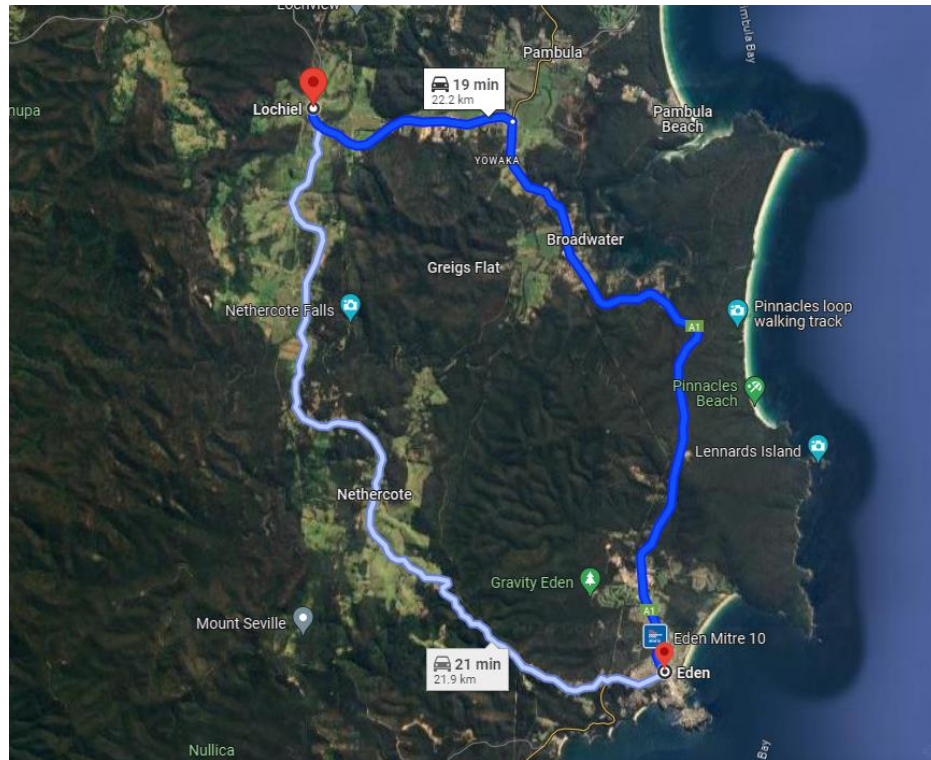 Pambula
19 min
22.2 km
Lochiel
Pambula
Beach
YOWAKA
Broadwater
Greigs Flat
Nethercote Falls
Pinnacles loop
walking track
A1
Pinnacles
Beach
Lennards Island
Nethercote
Gravity Eden
A1
Mount Seville
Eden Mitre 10
21 min
21.9 km
Eden
Nullica
Bay